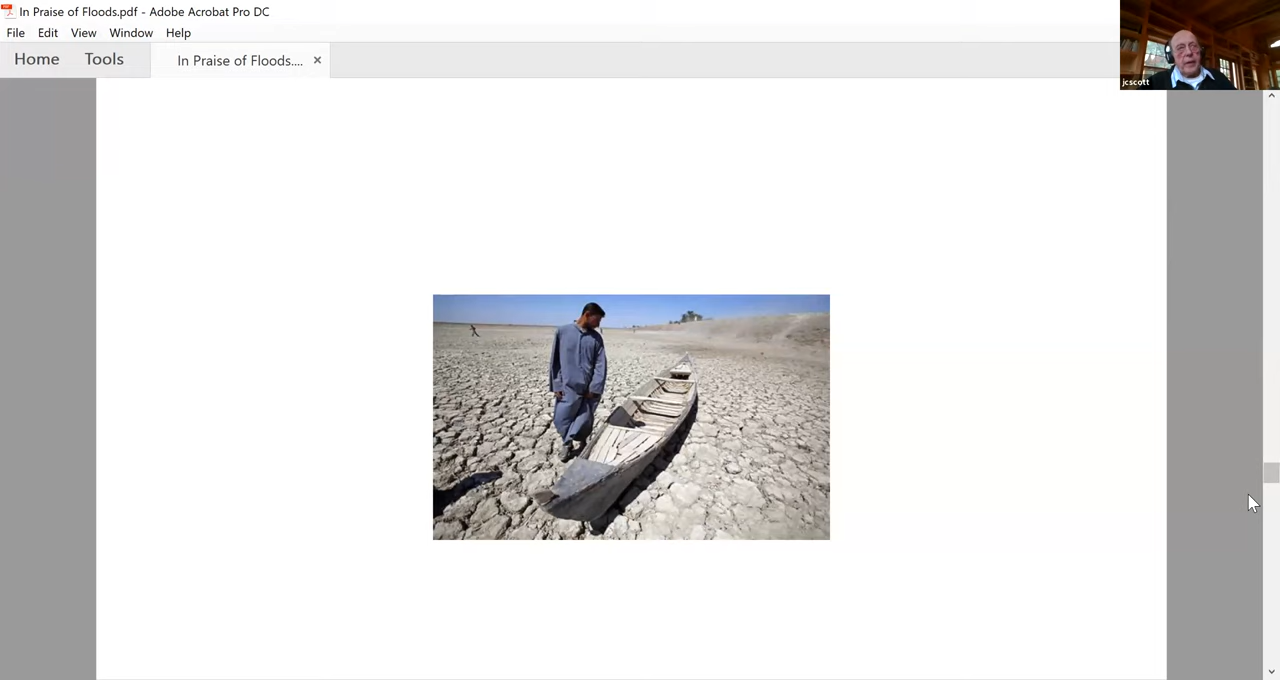 In Praise of Floods.pdf - Adobe Acrobat Pro DC
File Edit View Window Help
Home Tools In Praise of Floods.... ×
jcscott